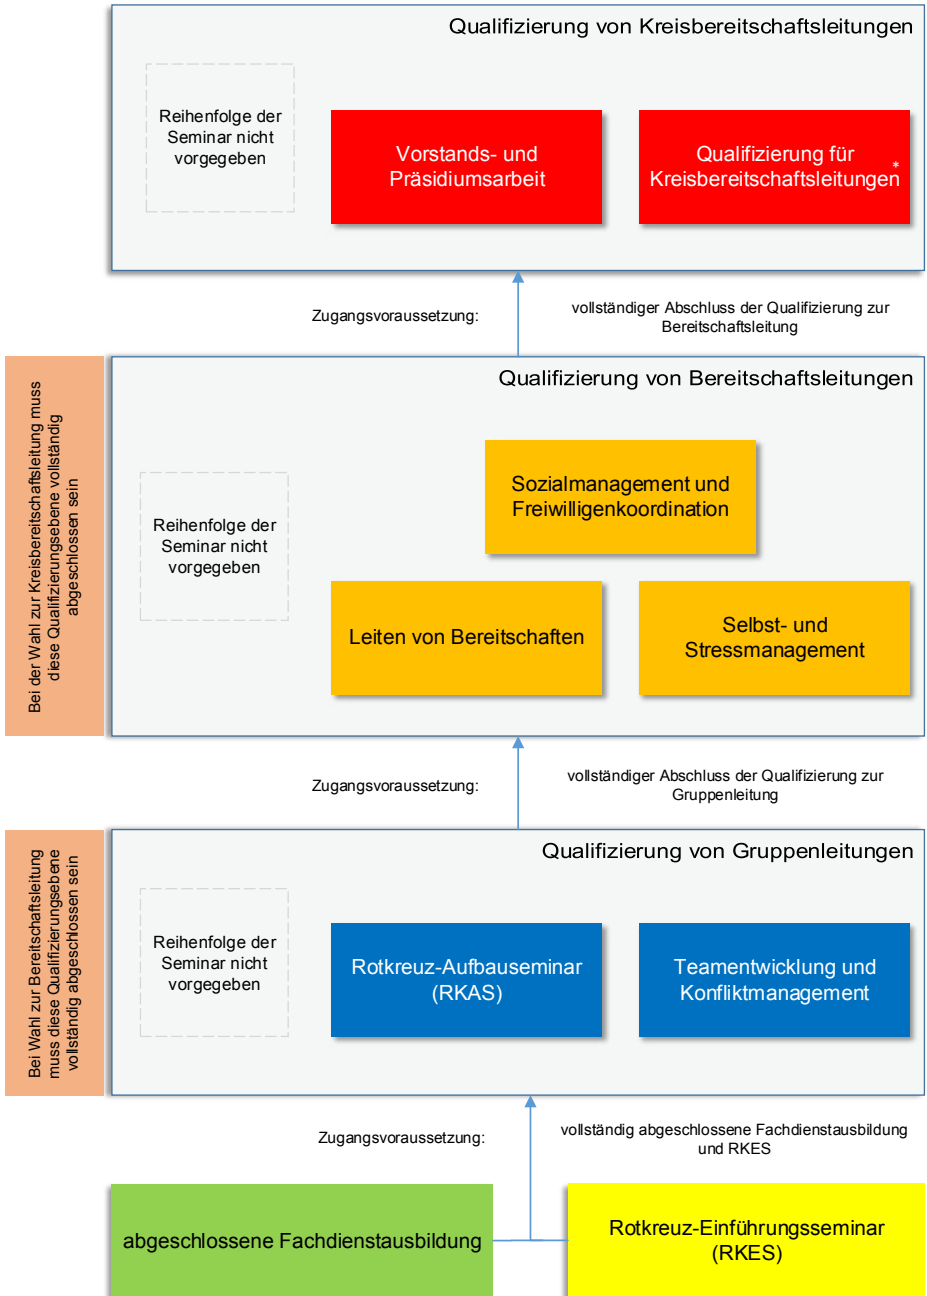 Qualifizierung von Kreisbereitschaftsleitungen
Reihenfolge der
Seminar nicht
vorgegeben
Vorstands- und
Präsidiumsarbeit
Qualifizierung für
Kreisbereitschaftsleitungen*
Zugangsvoraussetzung:
vollständiger Abschluss der Qualifizierung zur
Bereitschaftsleitung
Bei der Wahl zur Kreisbereitschaftsleitung muss
diese Qualifizierungsebene vollständig
abgeschlossen sein
Qualifizierung von Bereitschaftsleitungen
Reihenfolge der
Seminar nicht
vorgegeben
Sozialmanagement und
Freiwilligenkoordination
Leiten von Bereitschaften
Selbst- und
Stressmanagement
Zugangsvoraussetzung:
vollständiger Abschluss der Qualifizierung zur
Gruppenleitung
Bei Wahl zur Bereitschaftsleitung
muss diese Qualifizierungsebene
vollständig abgeschlossen sein
Qualifizierung von Gruppenleitungen
Reihenfolge der
Seminar nicht
vorgegeben
Rotkreuz-Aufbauseminar
(RKAS)
Teamentwicklung und
Konfliktmanagement
Zugangsvoraussetzung:
vollständig abgeschlossene Fachdienstausbildung
und RKES
abgeschlossene Fachdienstausbildung
Rotkreuz-Einführungsseminar
(RKES)